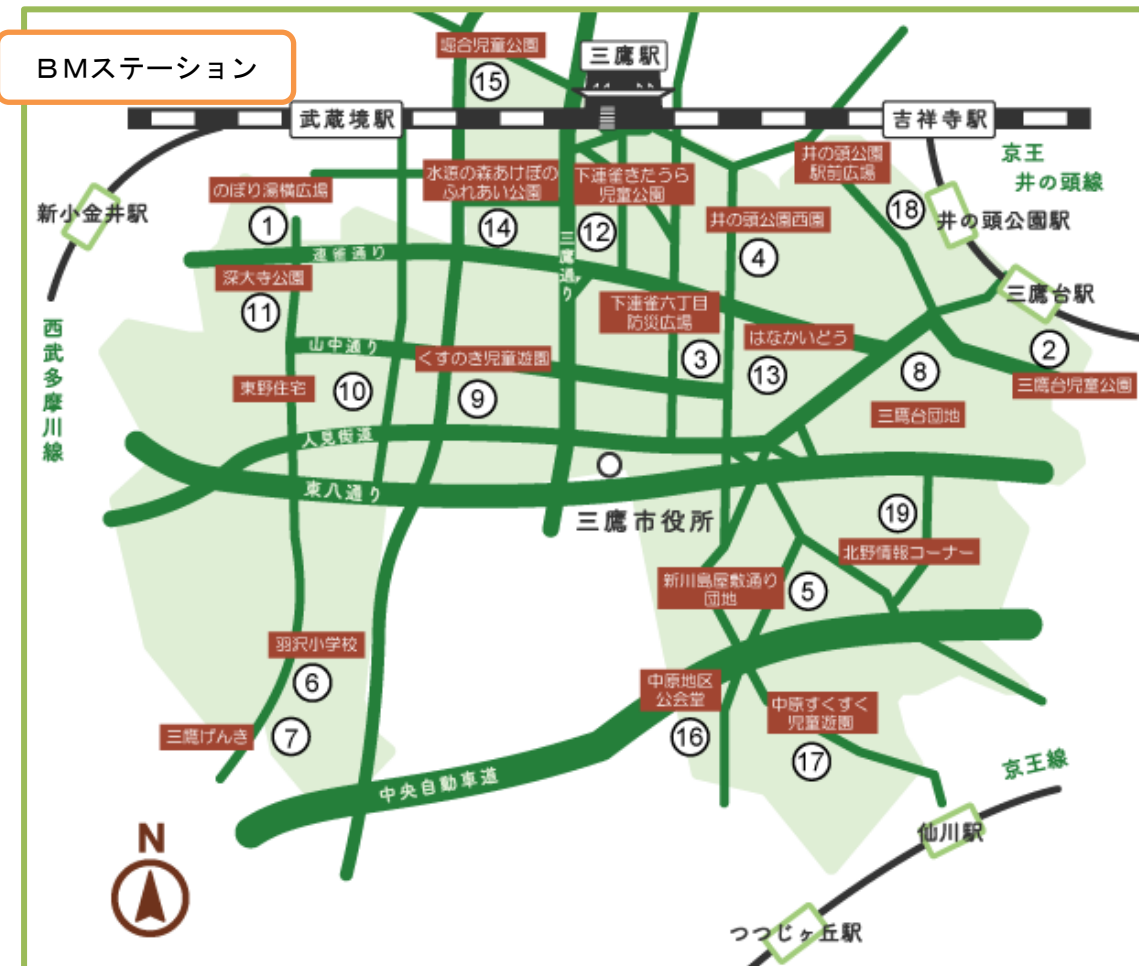 BMステーション
堀合児童公園
⑮
三鷹駅
武蔵境駅
吉祥寺駅
京王
井の頭線
新小金井駅
のぼり湯横広場
①
水源の森あけぼの
ふれあい公園
⑭
下連雀きたうら
児童公園
⑫
井の頭公園
駅前広場
⑱
井の頭公園駅
井の頭公園西園
④
三鷹通り
連雀通り
深大寺公園
⑪
三鷹台駅
下連雀六丁目
防災広場
③
はなかいどう
⑬
②
三鷹台児童公園
西武多摩川線
山中通り
くすのき児童遊園
⑨
⑧
三鷹台団地
東野住宅
⑩
人見街道
東八通り
三鷹市役所
⑲
北野情報コーナー
新川島屋敷通り
団地
⑤
羽沢小学校
⑥
三鷹げんき
⑦
中原地区
公会堂
⑯
中原すくすく
児童遊園
⑰
中央自動車道
京王線
仙川駅
つつじヶ丘駅
N